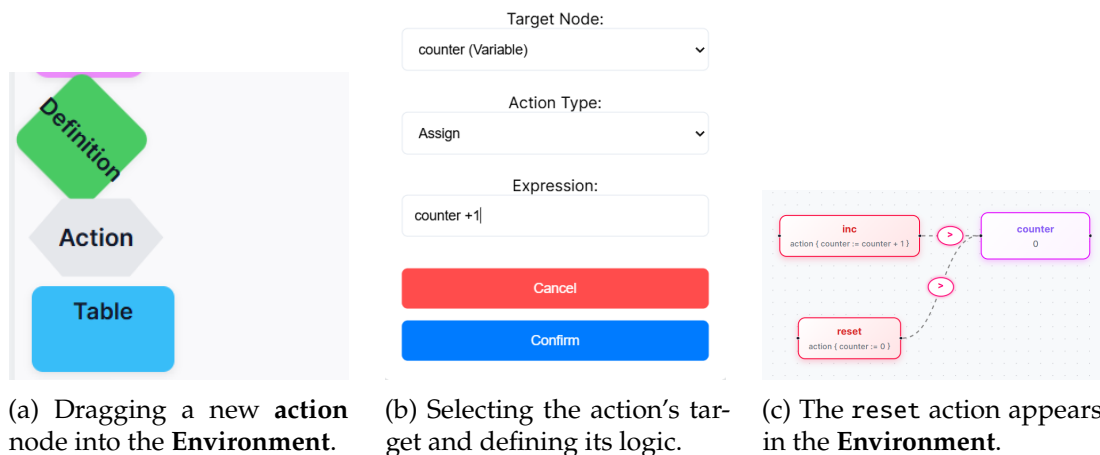 Definition
Action
Table
(a) Dragging a new action
node into the Environment.
Target Node:
counter (Variable)
Action Type:
Assign
Expression:
counter +1
Cancel
Confirm
(b) Selecting the action's tar-
get and defining its logic.
inc
action { counter := counter + 1 }
>
counter
0
>
reset
action { counter := 0 }
(c) The reset action appears
in the Environment.